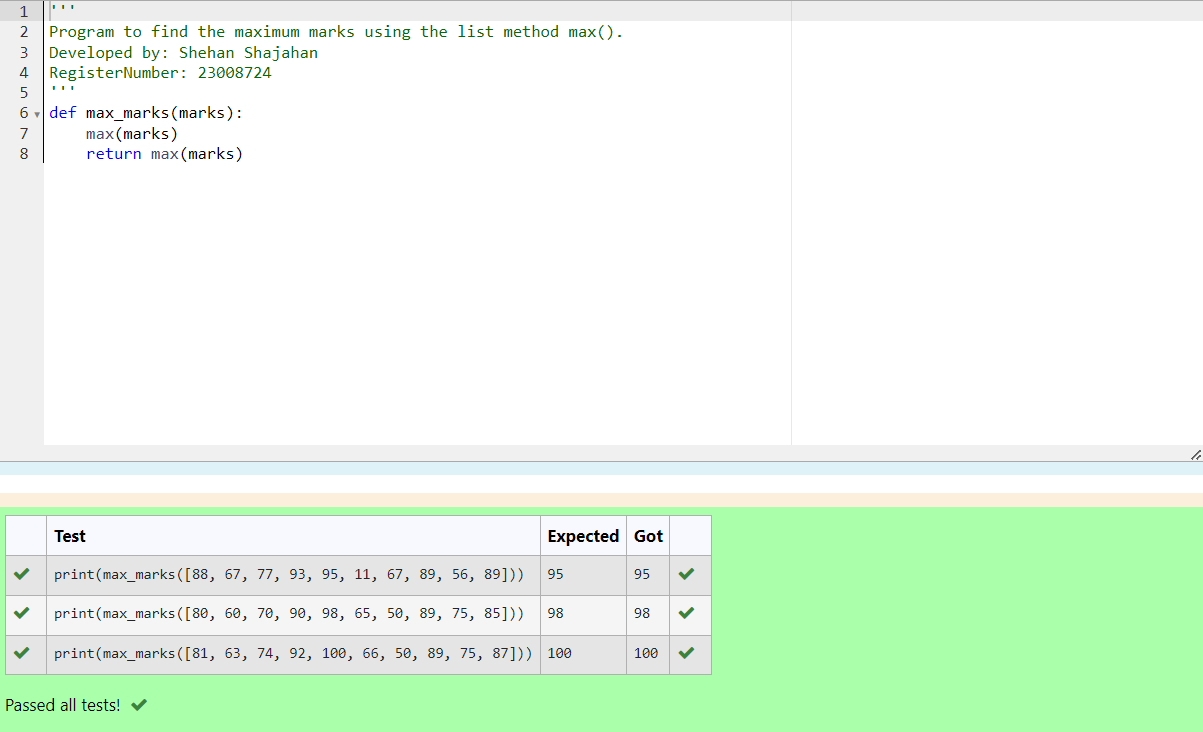 1 '''
2 Program to find the maximum marks using the list method max().
3 Developed by: Shehan Shajahan
4 RegisterNumber: 23008724
5 '''
6 def max_marks(marks):
7     max(marks)
8     return max(marks)
Test Expected Got
print(max_marks([88, 67, 77, 93, 95, 11, 67, 89, 56, 89])) 95 95
print(max_marks([80, 60, 70, 90, 98, 65, 50, 89, 75, 85])) 98 98
print(max_marks([81, 63, 74, 92, 100, 66, 50, 89, 75, 87])) 100 100
Passed all tests!